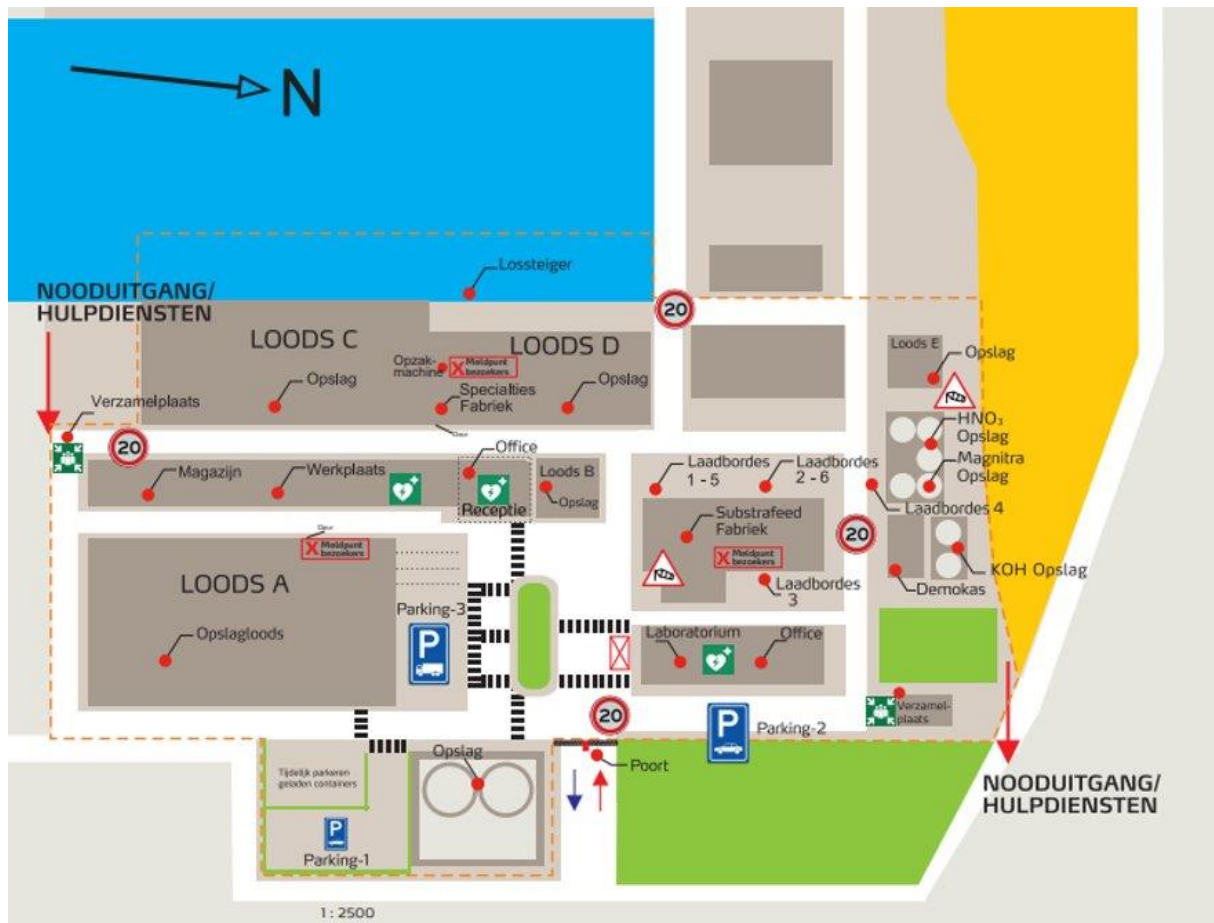 N
Lossteiger
NOODUITGANG/
HULPDIENSTEN
20
LOODS C
LOODS D
Loods E
Opzak-
machine
X Meldpunt
bezoekers
Opslag
Specialties
Fabriek
Opslag
Opslag
Verzamelplaats
HNO₃
Opslag
Magnitra
Opslag
20
Deur
Office
Magazijn
Werkplaats
Loods B
Opslag
Receptie
Laadbordes
1 - 5
Laadbordes
2 - 6
Laadbordes 4
Substrafeed
Fabriek
20
Deur
X Meldpunt
bezoekers
X Meldpunt
bezoekers
LOODS A
KOH Opslag
Demokas
Laadbordes
3
Parking-3
P
Opslagloods
Laboratorium
Office
20
P
Parking-2
Verzamel-
plaats
Opslag
Poort
Tijdelijk parkeren
geladen containers
P
Parking-1
NOODUITGANG/
HULPDIENSTEN
1 : 2500